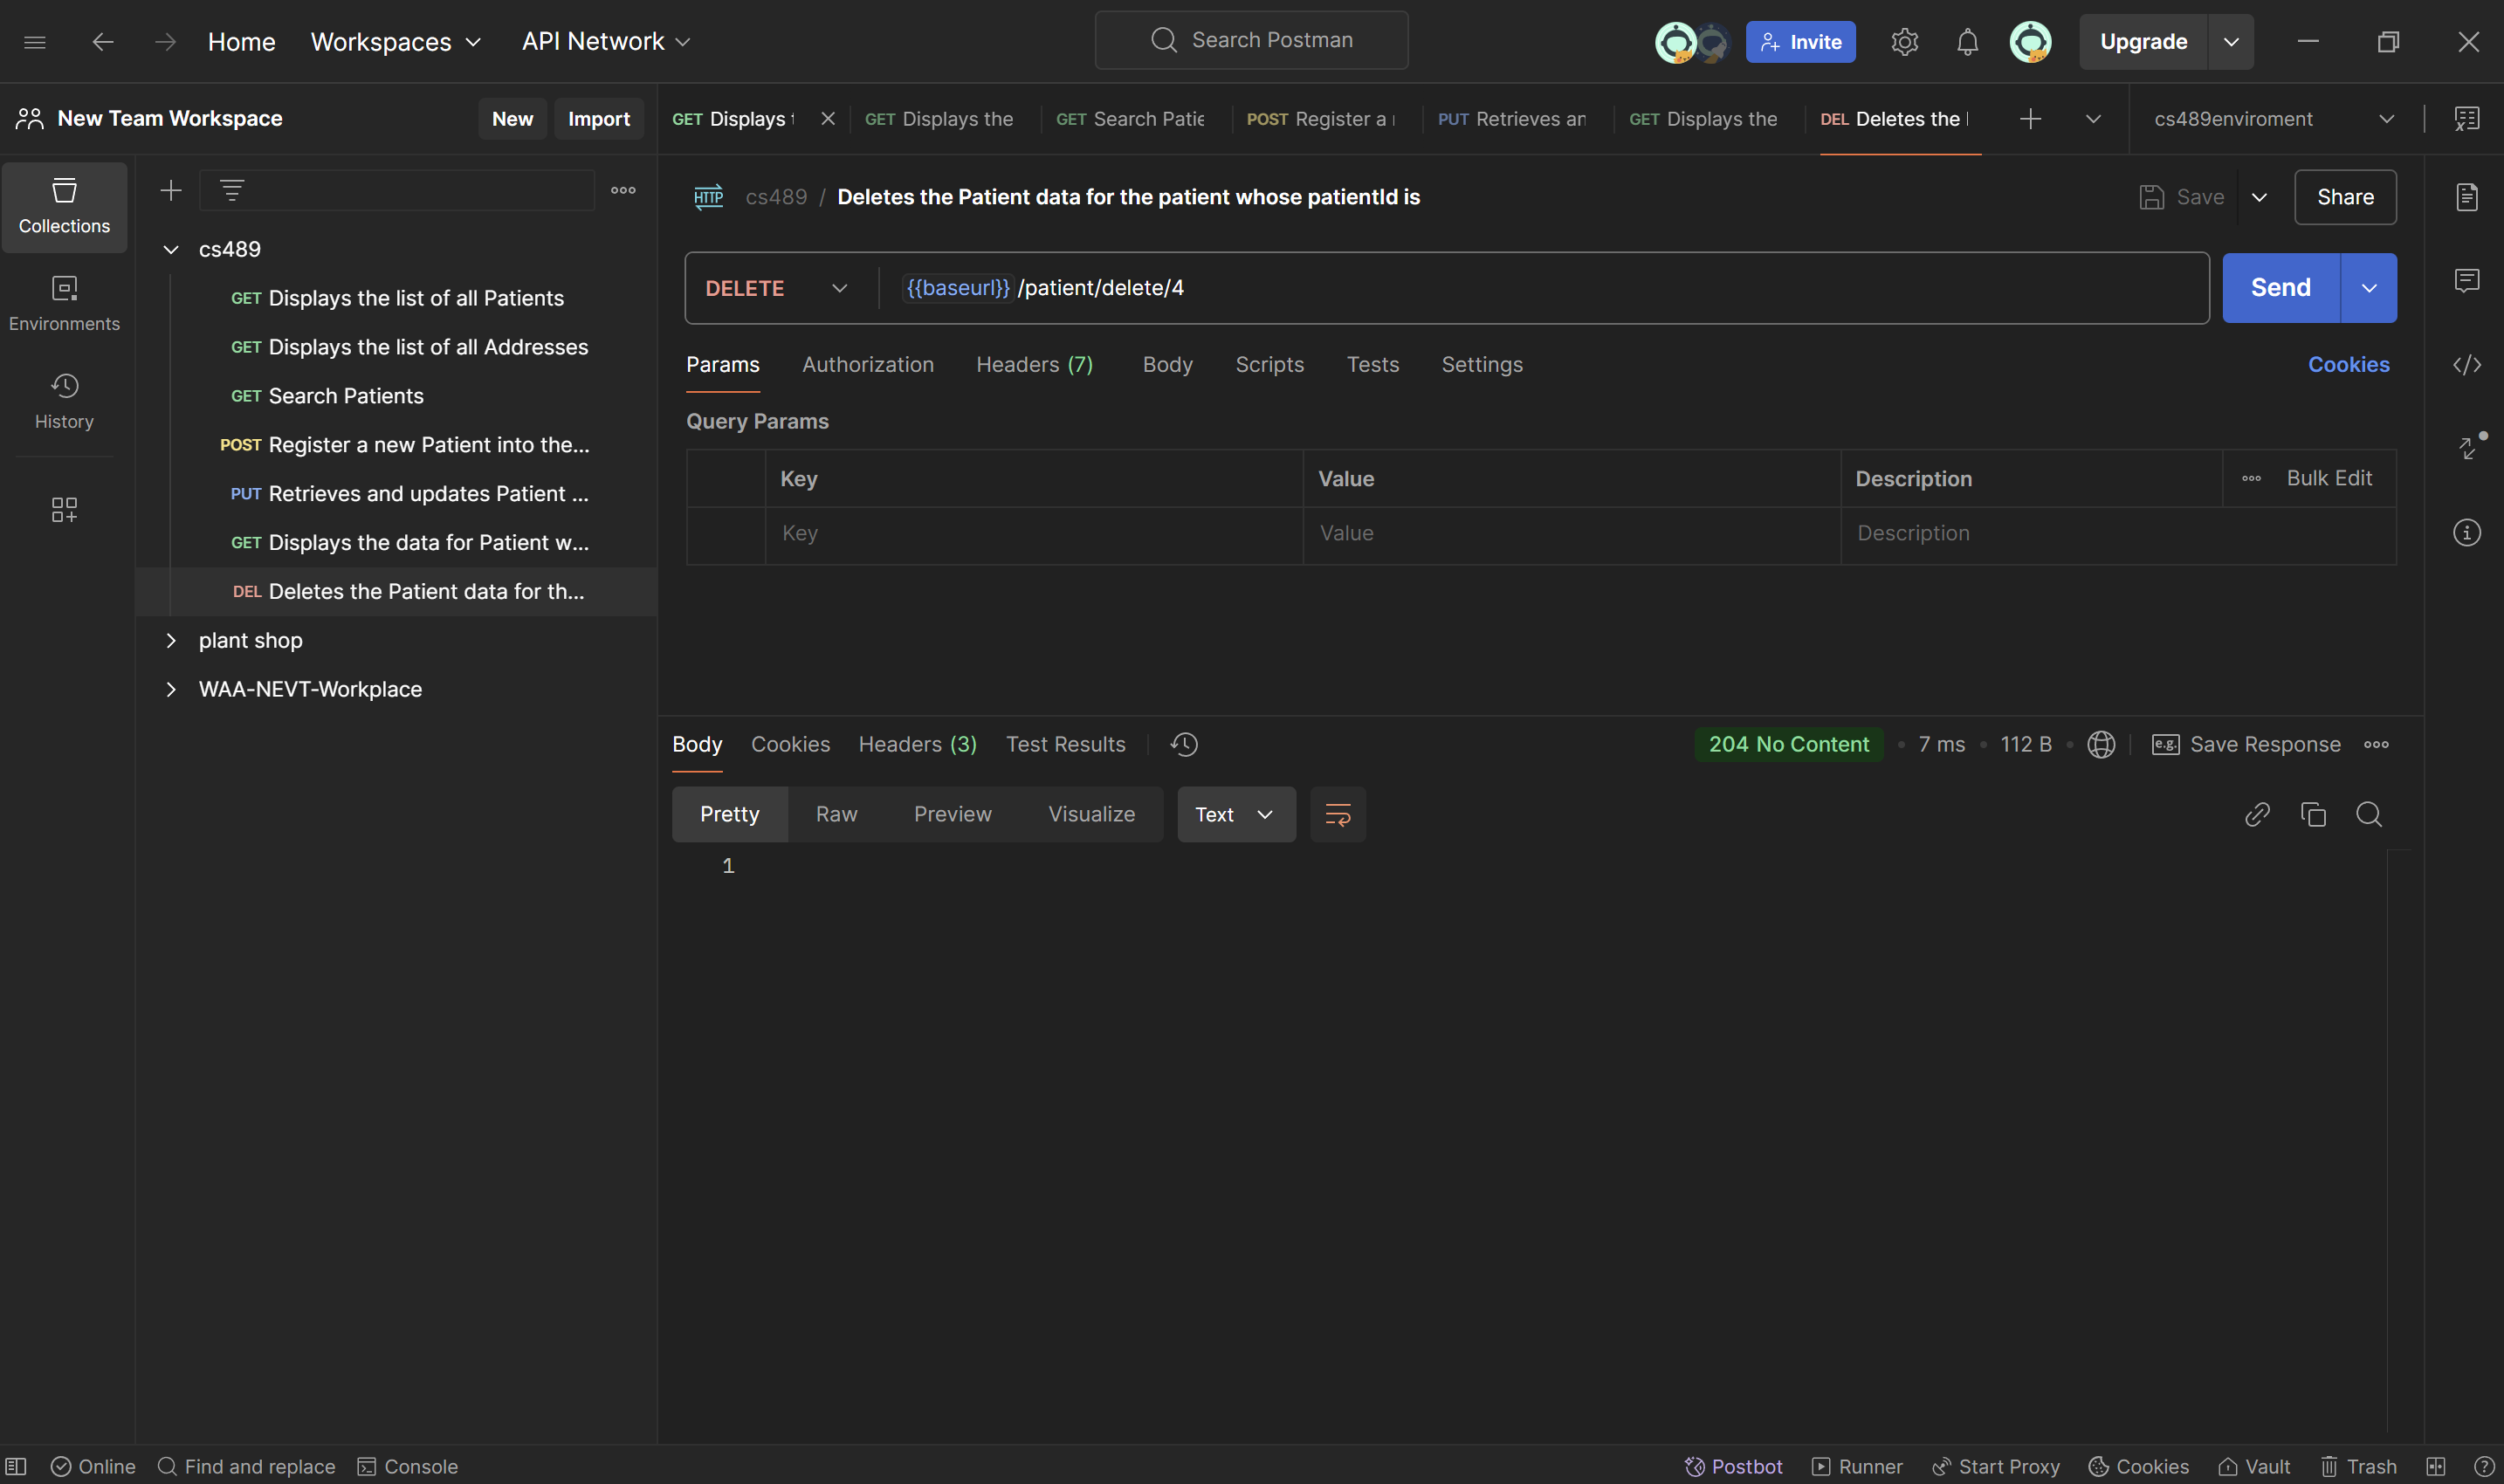 Home Workspaces API Network Search Postman Invite Upgrade
New Team Workspace New Import
GET Displays GET Displays the GET Search Patie POST Register a PUT Retrieves an GET Displays the DEL Deletes the cs489enviroment
Collections
Environments
History
cs489
GET Displays the list of all Patients
GET Displays the list of all Addresses
GET Search Patients
POST Register a new Patient into the...
PUT Retrieves and updates Patient ...
GET Displays the data for Patient w...
DEL Deletes the Patient data for th...
plant shop
WAA-NEVT-Workplace
HTTP cs489 / Deletes the Patient data for the patient whose patientId is Save Share
DELETE {{baseurl}}/patient/delete/4 Send
Params Authorization Headers (7) Body Scripts Tests Settings Cookies
Query Params
Key Value Description Bulk Edit
Key Value Description
Body Cookies Headers (3) Test Results 204 No Content 7 ms 112 B e.g. Save Response
Pretty Raw Preview Visualize Text
1
Online Find and replace Console Postbot Runner Start Proxy Cookies Vault Trash